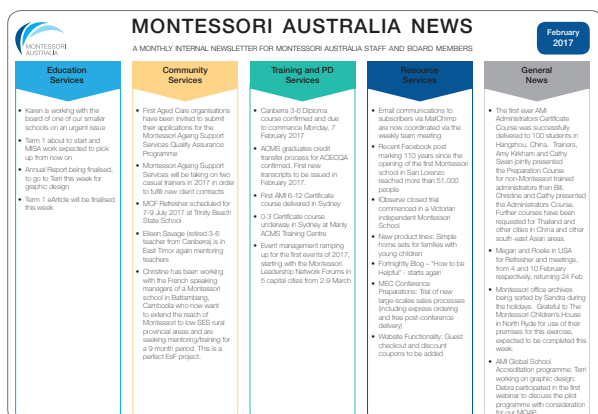 MONTESSORI
AUSTRALIA
MONTESSORI AUSTRALIA NEWS
A MONTHLY INTERNAL NEWSLETTER FOR MONTESSORI AUSTRALIA STAFF AND BOARD MEMBERS
February
2017
Education
Services
• Karen is working with the
board of one of our smaller
schools on an urgent issue
• Term 1 about to start and
MISA work expected to pick
up from now on
• Annual Report being finalised,
to go to Terri this week for
graphic design
• Term 1 eArticle will be finalised
this week
Community
Services
• First Aged Care organisations
have been invited to submit
their applications for the
Montessori Ageing Support
Services Quality Assurance
Programme
• Montessori Ageing Support
Services will be taking on two
casual trainers in 2017 in order
to fulfil new client contracts
• MCF Refresher scheduled for
7-9 July 2017 at Trinity Beach
State School
• Eileen Savage (retired 3-6
teacher from Canberra) is in
East Timor again mentoring
teachers
• Christine has been working
with the French speaking
managers of a Montessori
school in Battambang,
Cambodia who now want
to extend the reach of
Montessori to low SES rural
provincial areas and are
seeking mentoring/training for
a 9 month period. This is a
perfect EsF project.
Training and PD
Services
• Canberra 3-6 Diploma
course confirmed and due
to commence Monday, 7
February 2017
• ACMS graduates credit
transfer process for ACECQA
confirmed. First new
transcripts to be issued in
February 2017.
• First AMI 6-12 Certificate
course delivered in Sydney
• 0-3 Certificate course
underway in Sydney at Manly
ACMS Training Centre
• Event management ramping
up for the first events of 2017,
starting with the Montessori
Leadership Network Forums in
5 capital cities from 2-9 March
Resource
Services
• Email communications to
subscribers via MailChimp
are now coordinated via the
weekly team meeting
• Recent Facebook post
marking 110 years since the
opening of the first Montessori
school in San Lorenzo
reached more than 51,000
people
• iObserve closed trial
commenced in a Victorian
independent Montessori
School
• New product lines: Simple
home sets for families with
young children
• Fortnightly Blog – "How to be
Helpful" - starts again
• MEC Conference
Preparations: Trial of new
large-scale sales processes
(including express ordering
and free post-conference
delivery)
• Website Functionality: Guest
checkout and discount
coupons to be added
General
News
• The first ever AMI
Administrators Certificate
Course was successfully
delivered to 100 students in
Hangzhou, China. Trainers,
Amy Kirkham and Cathy
Swan jointly presented
the Preparation Course
for non-Montessori trained
administrators then Bill,
Christine and Cathy presented
the Administrators Course.
Further courses have been
requested for Thailand and
other cities in China and other
south-east Asian areas.
• Megan and Roelie in USA
for Refresher and meetings,
from 4 and 10 February
respectively, returning 24 Feb
• Montessori office archives
being sorted by Sandra during
the holidays. Grateful to The
Montessori Children's House
in North Ryde for use of their
premises for this exercise,
expected to be completed this
week.
• AMI Global School
Accreditation programme: Terri
working on graphic design;
Debra participated in the first
webinar to discuss the pilot
programme with consideration
for our MQAP